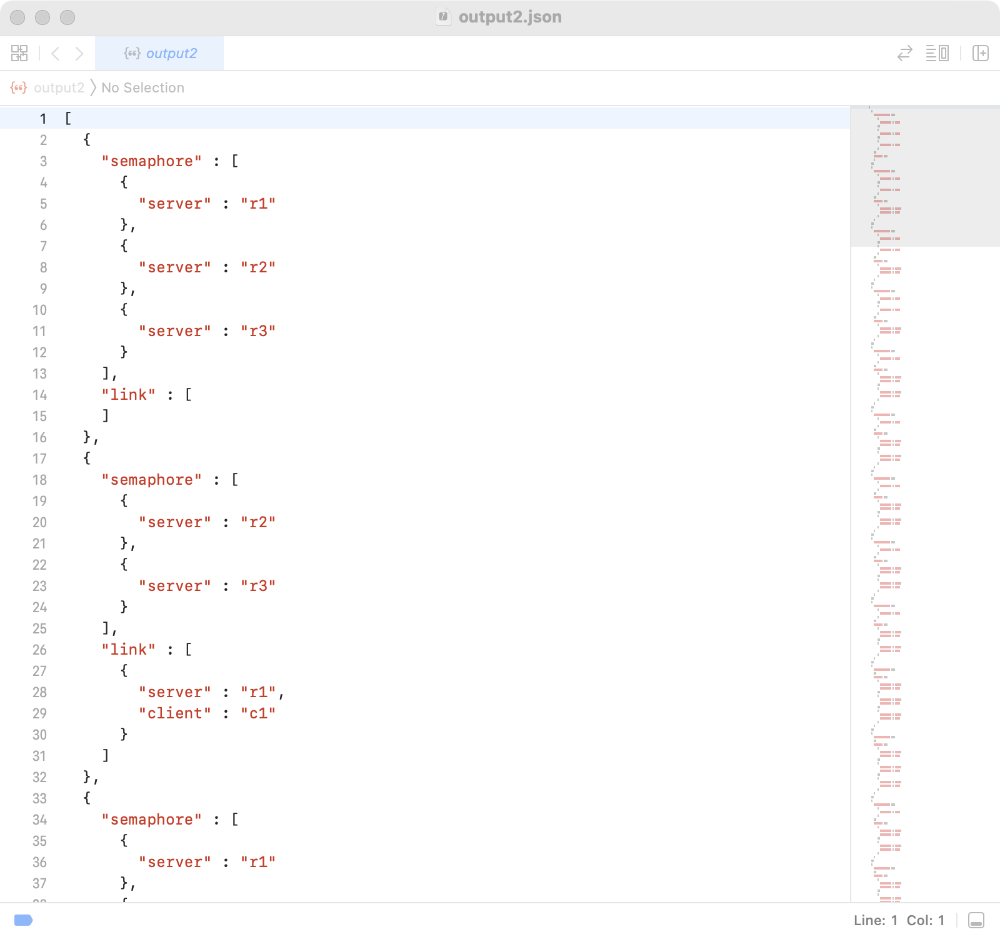 output2.json
output2
output2 No Selection
1 [
2 {
3 "semaphore" : [
4 {
5 "server" : "r1"
6 },
7 {
8 "server" : "r2"
9 },
10 {
11 "server" : "r3"
12 }
13 ],
14 "link" : [
15 ]
16 },
17 {
18 "semaphore" : [
19 {
20 "server" : "r2"
21 },
22 {
23 "server" : "r3"
24 }
25 ],
26 "link" : [
27 {
28 "server" : "r1",
29 "client" : "c1"
30 }
31 ]
32 },
33 {
34 "semaphore" : [
35 {
36 "server" : "r1"
37 },
Line: 1 Col: 1